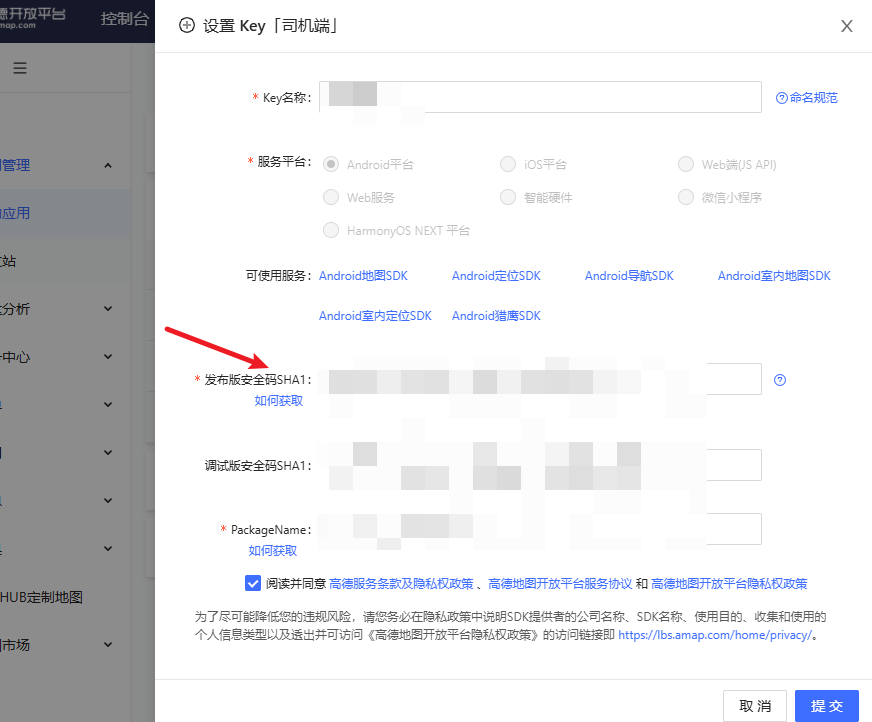 德开放平台 控制台
amap.com
设置 Key「司机端」
X
* Key名称：
命名规范
* 服务平台：
Android平台 iOS平台 Web端(JS API)
Web服务 智能硬件 微信小程序
HarmonyOS NEXT 平台
可使用服务：
Android地图SDK Android定位SDK Android导航SDK Android室内地图SDK
Android室内定位SDK Android猎鹰SDK
* 发布版安全码SHA1：
如何获取
调试版安全码SHA1：
* PackageName：
如何获取
阅读并同意 高德服务条款及隐私权政策 、高德地图开放平台服务协议 和 高德地图开放平台隐私权政策
为了尽可能降低您的违规风险，请您务必在隐私政策中说明SDK提供者的公司名称、SDK名称、使用目的、收集和使用的
个人信息类型以及透出并可访问《高德地图开放平台隐私权政策》的访问链接即 https://lbs.amap.com/home/privacy/。
取 消
提 交
管理
应用
站
分析
中心
HUB定制地图
市场